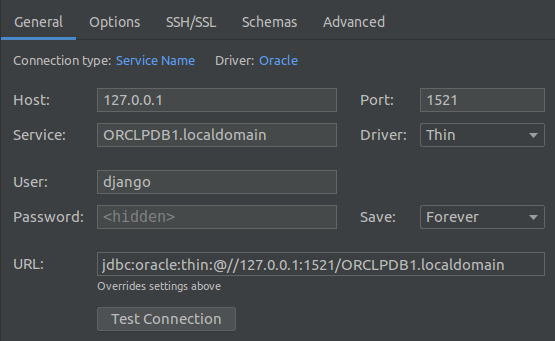 General Options SSH/SSL Schemas Advanced
Connection type: Service Name Driver: Oracle
Host: 127.0.0.1 Port: 1521
Service: ORCLPDB1.localdomain Driver: Thin
User: django
Password: <hidden> Save: Forever
URL: jdbc:oracle:thin:@//127.0.0.1:1521/ORCLPDB1.localdomain
Overrides settings above
Test Connection